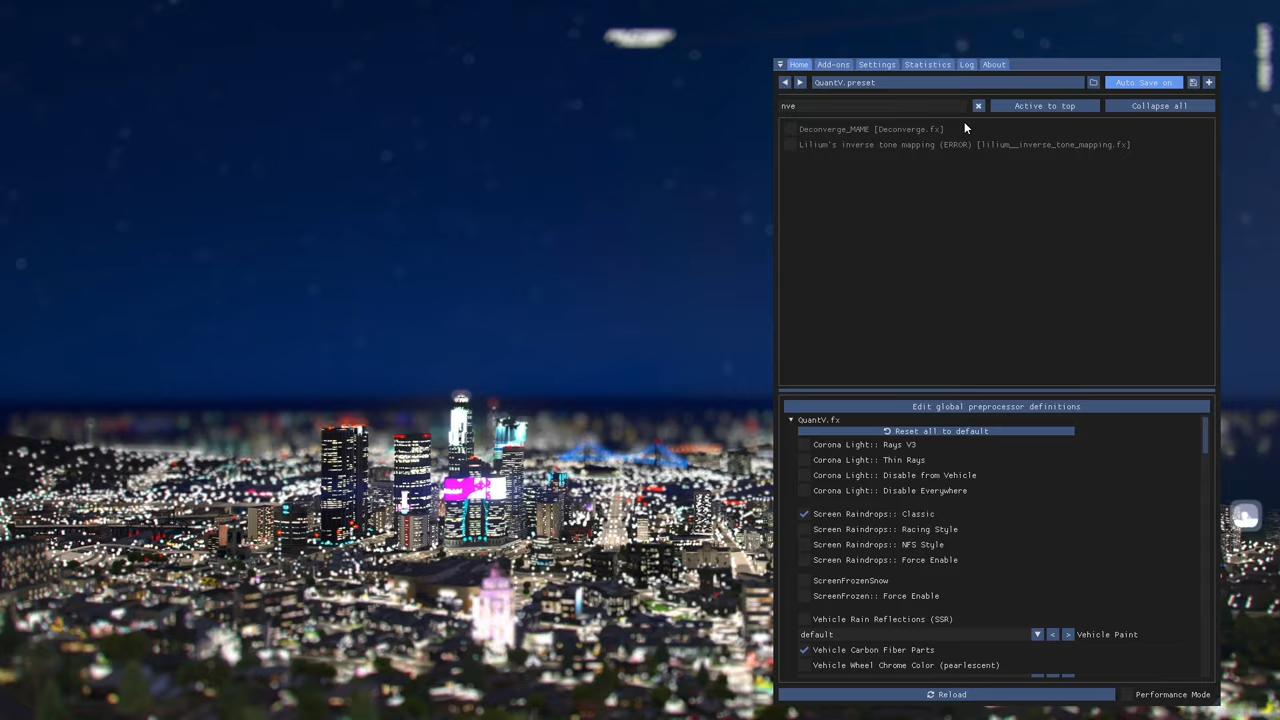 Home Add-ons Settings Statistics Log About
QuantV.preset Auto Save on
nve Active to top Collapse all
Deconverge_MAME [Deconverge.fx]
Lilium's inverse tone mapping (ERROR) [lilium__inverse_tone_mapping.fx]
Edit global preprocessor definitions
QuantV.fx
Reset all to default
Corona Light:: Rays V3
Corona Light:: Thin Rays
Corona Light:: Disable from Vehicle
Corona Light:: Disable Everywhere
Screen Raindrops:: Classic
Screen Raindrops:: Racing Style
Screen Raindrops:: NFS Style
Screen Raindrops:: Force Enable
ScreenFrozenSnow
ScreenFrozen:: Force Enable
Vehicle Rain Reflections (SSR)
default < > Vehicle Paint
Vehicle Carbon Fiber Parts
Vehicle Wheel Chrome Color (pearlescent)
Reload Performance Mode